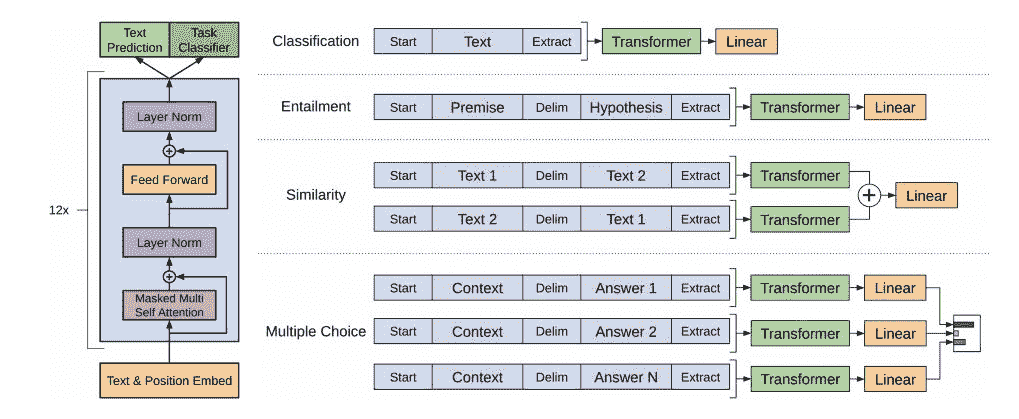 Text
Prediction
Task
Classifier
Layer Norm
Feed Forward
12x
Layer Norm
Masked Multi
Self Attention
Text & Position Embed
Classification
Start
Text
Extract
Transformer
Linear
Entailment
Start
Premise
Delim
Hypothesis
Extract
Transformer
Linear
Similarity
Start
Text 1
Delim
Text 2
Extract
Transformer
Start
Text 2
Delim
Text 1
Extract
Transformer
Linear
Multiple Choice
Start
Context
Delim
Answer 1
Extract
Transformer
Linear
Start
Context
Delim
Answer 2
Extract
Transformer
Linear
Start
Context
Delim
Answer N
Extract
Transformer
Linear